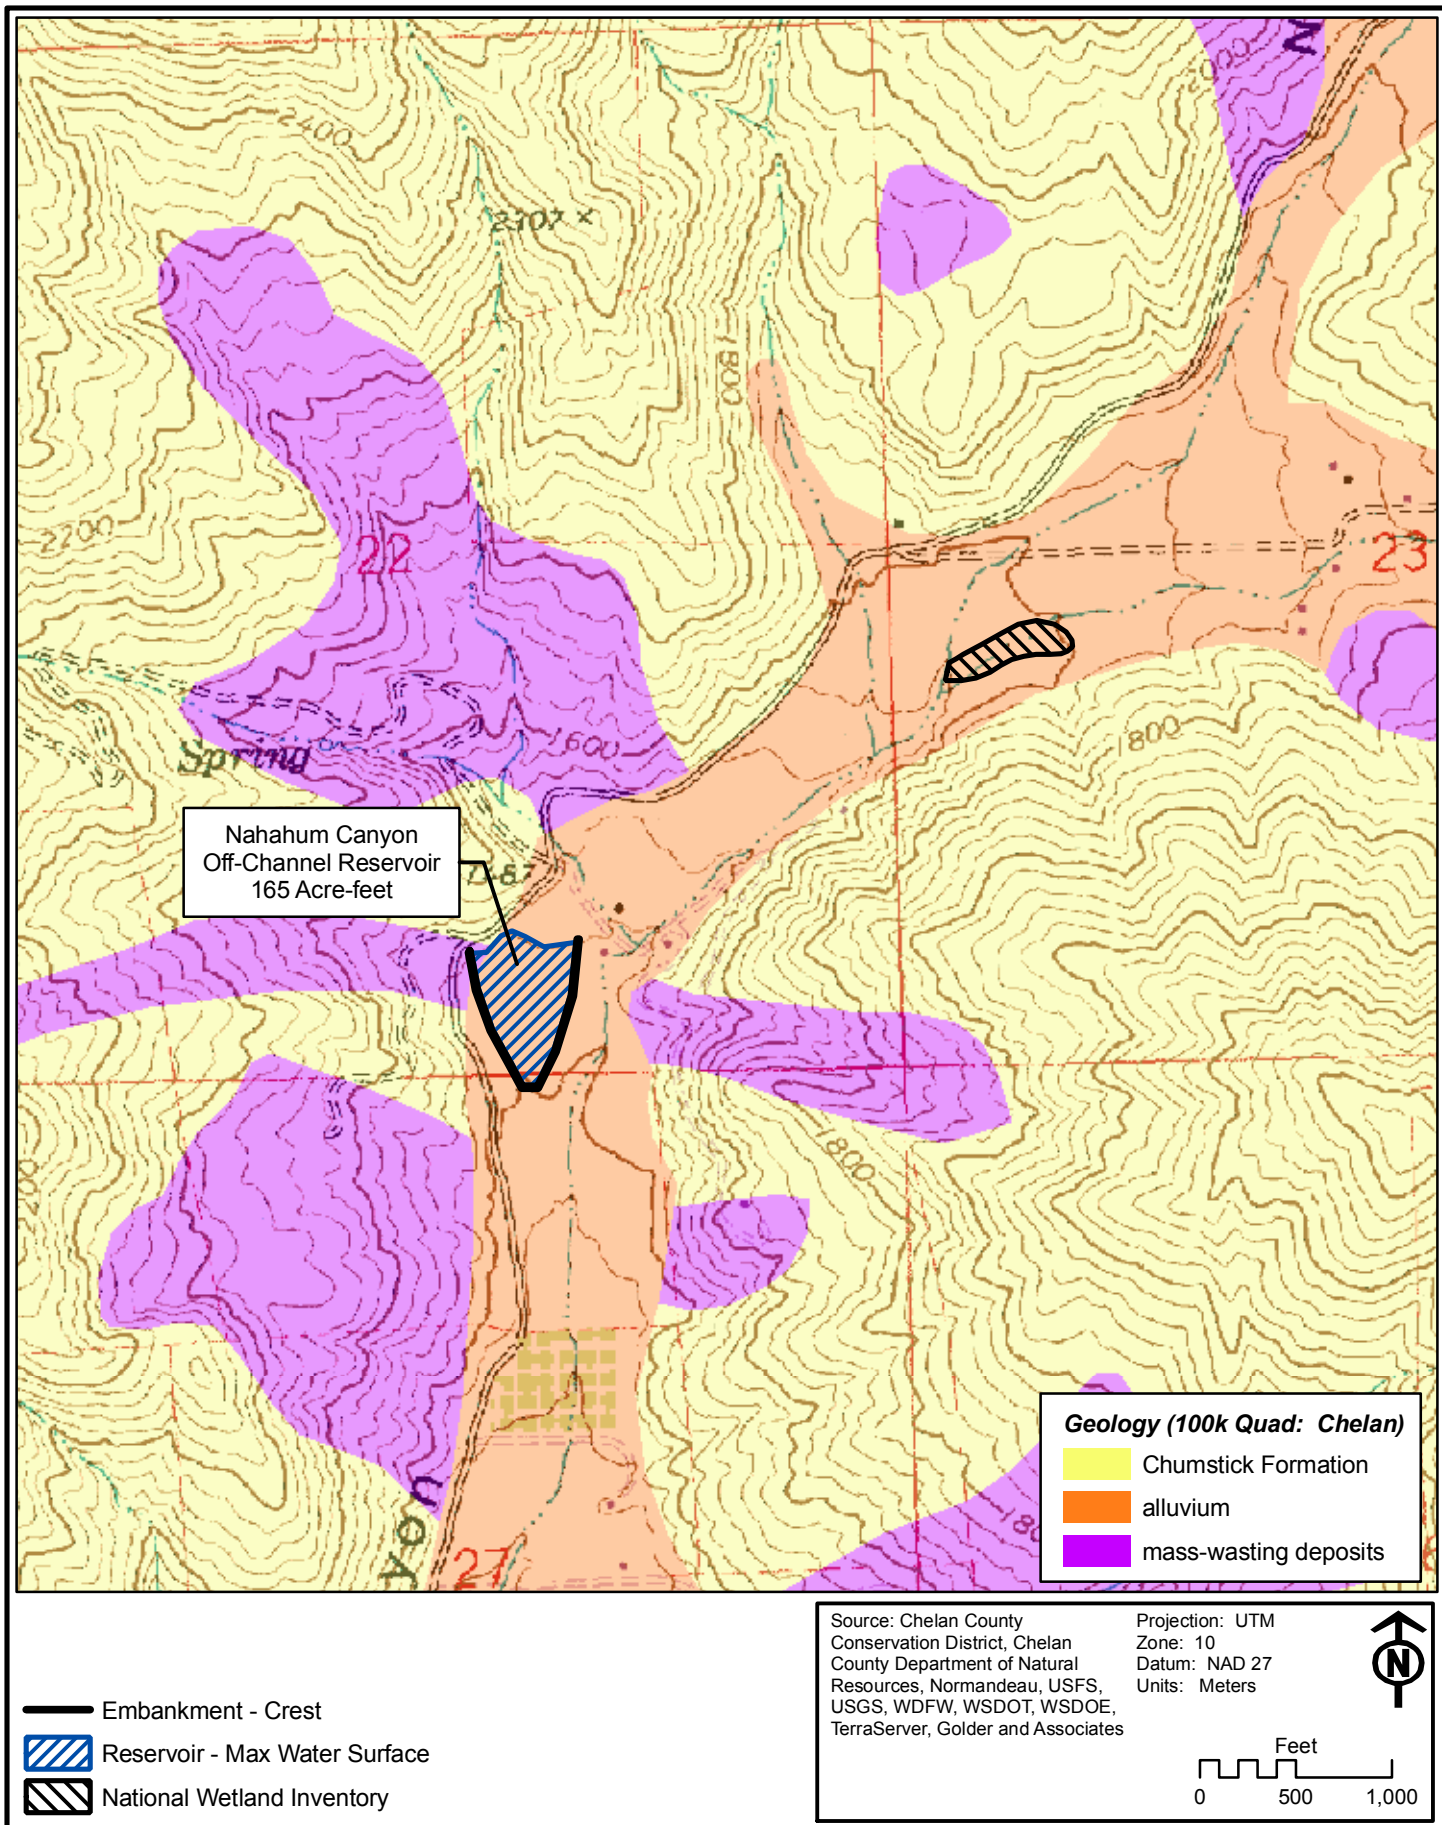 2400
2000
2307 ×
1800
2200
22
23
Spring
1600
1800
Nahahum Canyon
Off-Channel Reservoir
165 Acre-feet
1800
yon
27
Geology (100k Quad: Chelan)
Chumstick Formation
alluvium
mass-wasting deposits
Source: Chelan County
Conservation District, Chelan
County Department of Natural
Resources, Normandeau, USFS,
USGS, WDFW, WSDOT, WSDOE,
TerraServer, Golder and Associates
Projection: UTM
Zone: 10
Datum: NAD 27
Units: Meters
N
Feet
0 500 1,000
Embankment - Crest
Reservoir - Max Water Surface
National Wetland Inventory